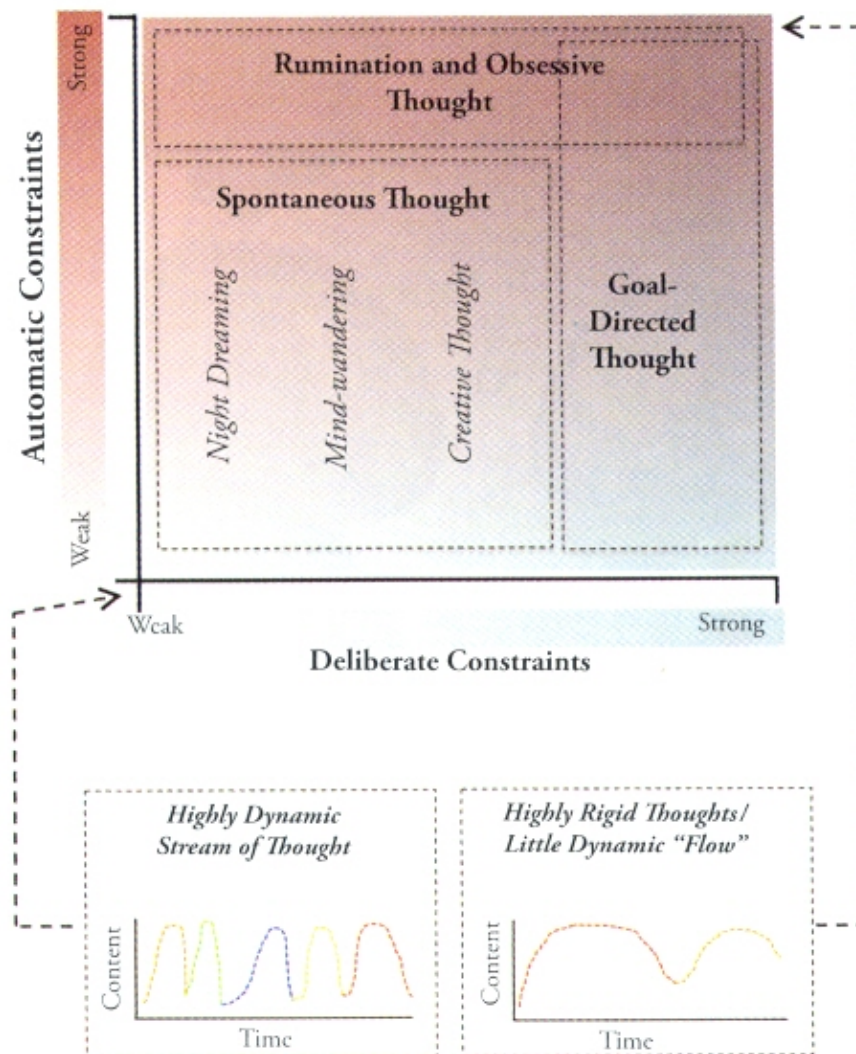 Strong
Automatic Constraints
Weak
Rumination and Obsessive
Thought
Spontaneous Thought
Night Dreaming
Mind-wandering
Creative Thought
Goal-
Directed
Thought
Weak
Strong
Deliberate Constraints
Highly Dynamic
Stream of Thought
Content
Time
Highly Rigid Thoughts/
Little Dynamic “Flow”
Content
Time